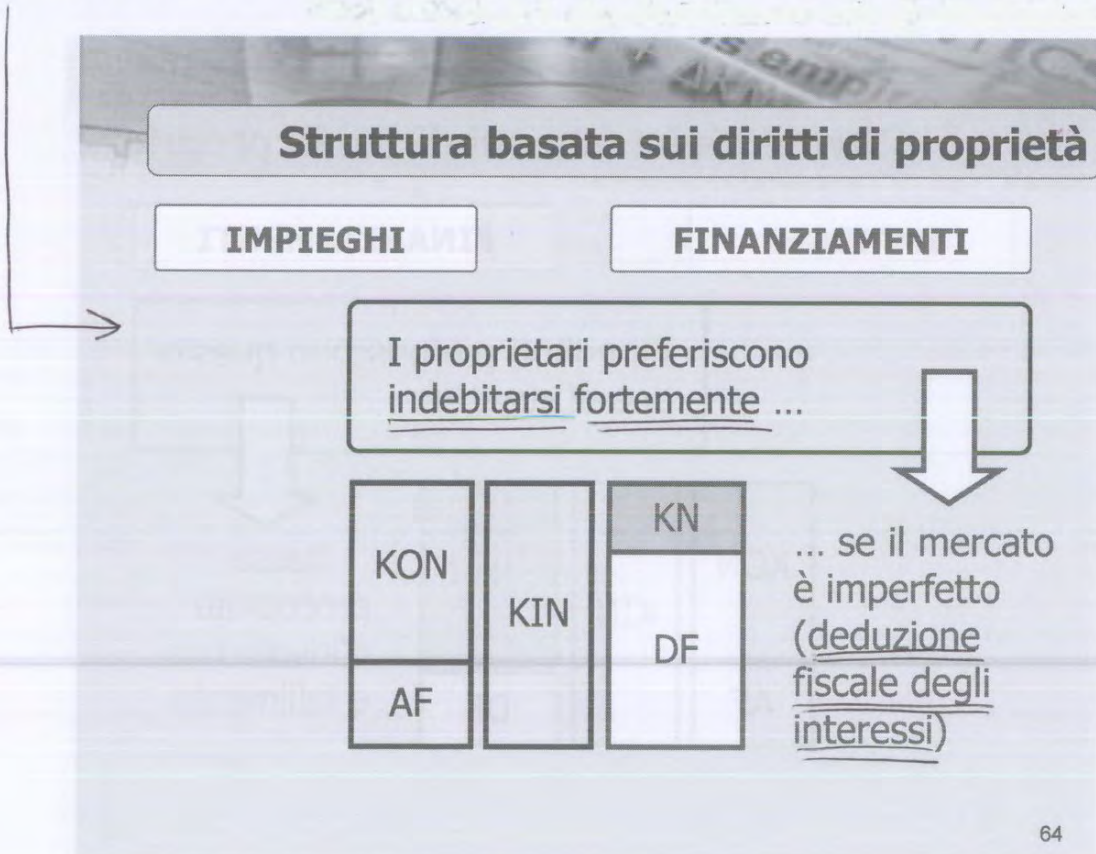 Struttura basata sui diritti di proprietà
IMPIEGHI
FINANZIAMENTI
I proprietari preferiscono
indebitarsi fortemente ...
KON
AF
KIN
KN
DF
... se il mercato
è imperfetto
(deduzione
fiscale degli
interessi)
64